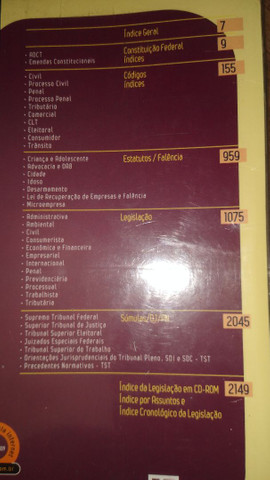 Índice Geral 7
Constituição Federal 9
· ADCT
· Emendas Constitucionais
Índices
Códigos 155
Índices
· Civil
· Processo Civil
· Penal
· Processo Penal
· Tributário
· Comercial
· CLT
· Eleitoral
· Consumidor
· Trânsito
Estatutos / Falência 959
· Criança e Adolescente
· Advocacia e OAB
· Cidade
· Idoso
· Desarmamento
· Lei de Recuperação de Empresas e Falência
· Microempresa
Legislação 1075
· Administrativa
· Ambiental
· Civil
· Consumerista
· Econômica e Financeira
· Empresarial
· Internacional
· Penal
· Previdenciária
· Processual
· Trabalhista
· Tributária
Súmulas/OJ/PN 2045
· Supremo Tribunal Federal
· Superior Tribunal de Justiça
· Tribunal Superior Eleitoral
· Juizados Especiais Federais
· Tribunal Superior do Trabalho
· Orientações Jurisprudenciais do Tribunal Pleno, SDI e SDC - TST
· Precedentes Normativos - TST
Índice da Legislação em CD-ROM 2149
Índice por Assuntos e
Índice Cronológico da Legislação